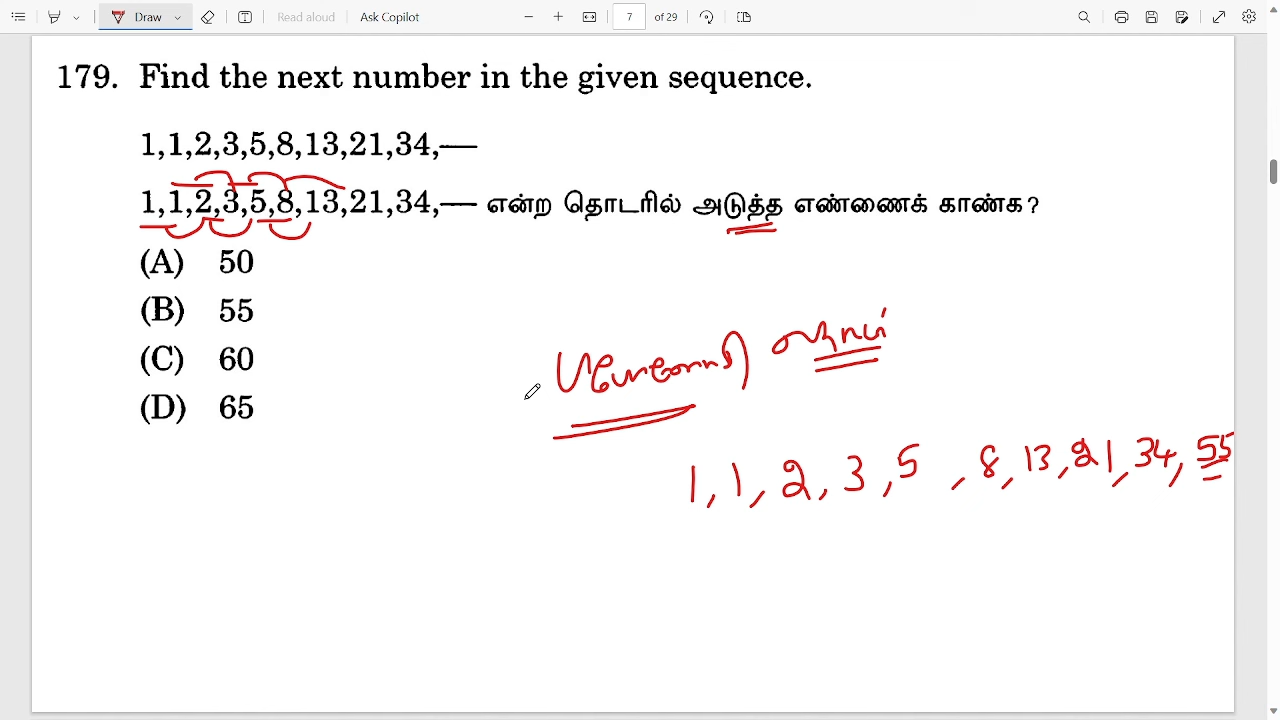 Draw Read aloud Ask Copilot 7 of 29
179. Find the next number in the given sequence.
1,1,2,3,5,8,13,21,34,—
1,1,2,3,5,8,13,21,34,— என்ற தொடரில் அடுத்த எண்ணைக் காண்க?
(A) 50
(B) 55
(C) 60
(D) 65
1, 1, 2, 3, 5, 8, 13, 21, 34, 55